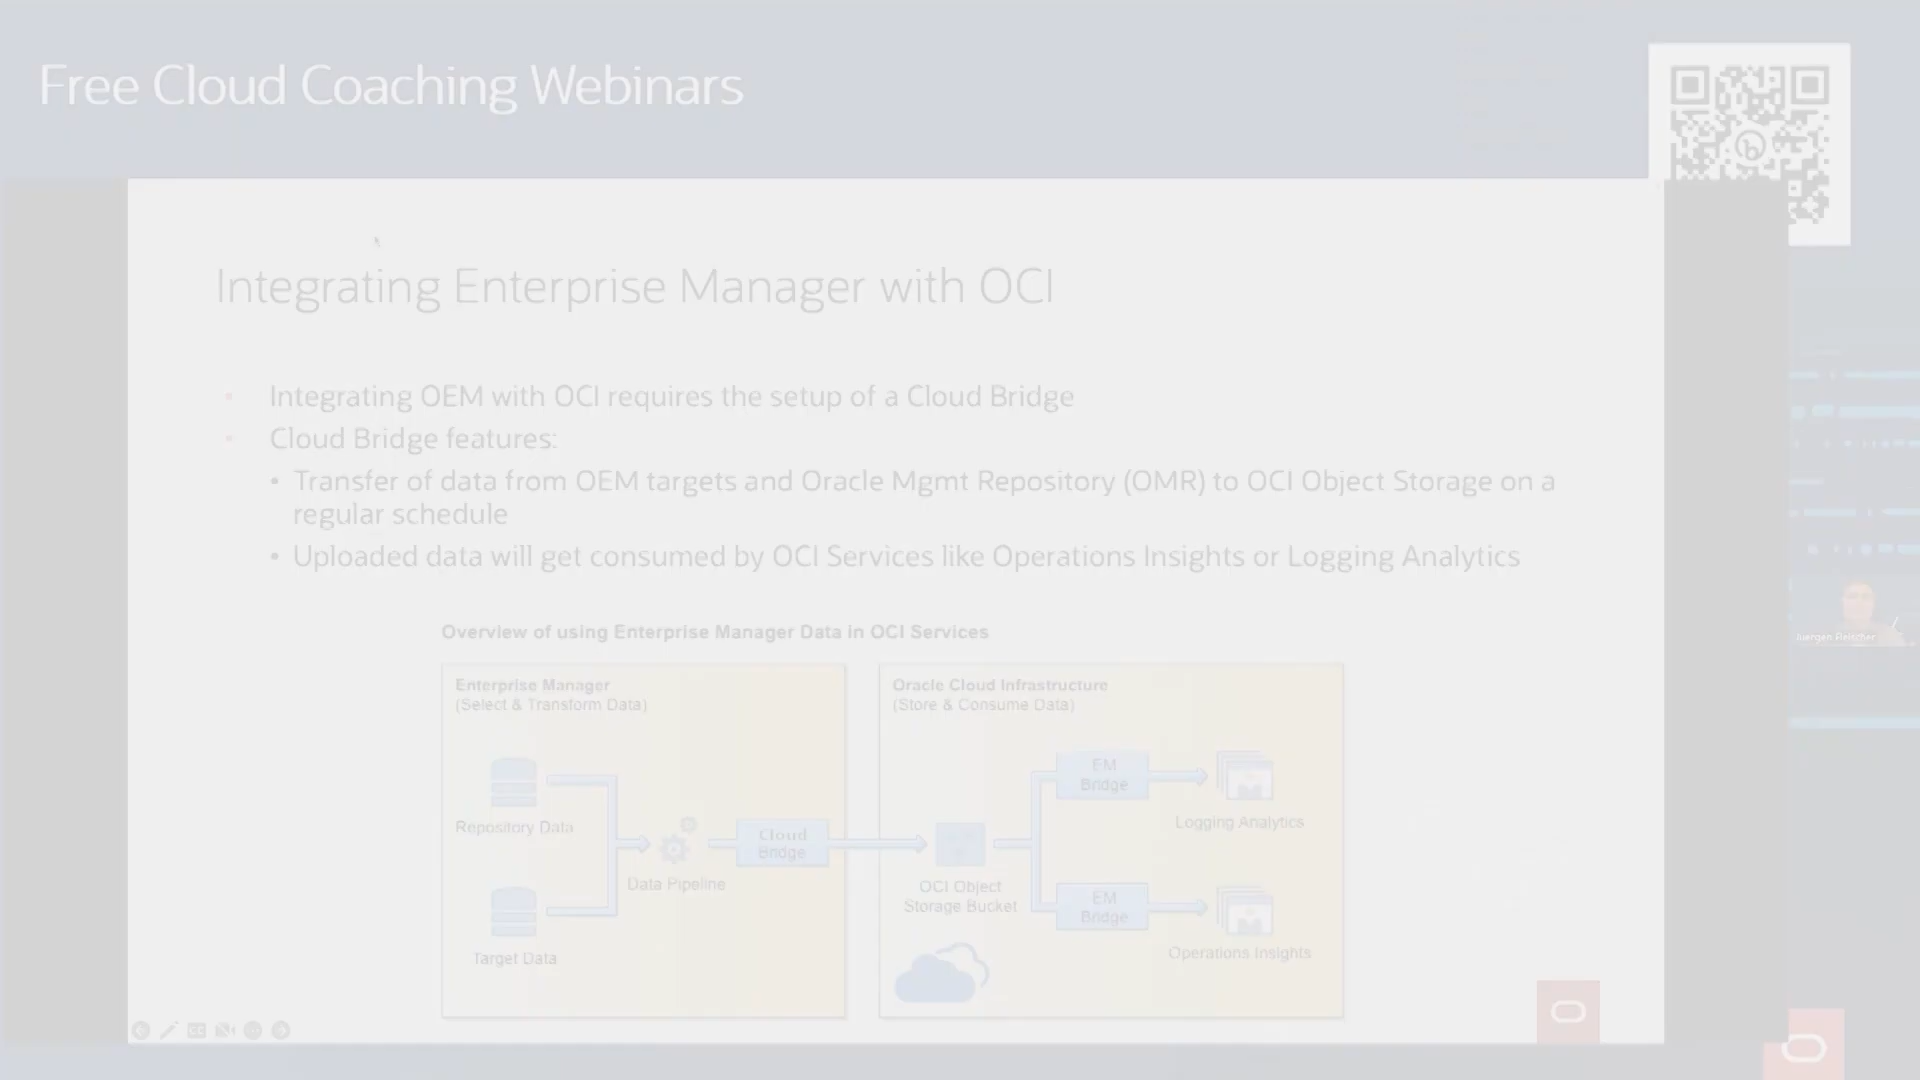 Free Cloud Coaching Webinars
Integrating Enterprise Manager with OCI
• Integrating OEM with OCI requires the setup of a Cloud Bridge
• Cloud Bridge features:
• Transfer of data from OEM targets and Oracle Mgmt Repository (OMR) to OCI Object Storage on a
regular schedule
• Uploaded data will get consumed by OCI Services like Operations Insights or Logging Analytics
Overview of using Enterprise Manager Data in OCI Services
Enterprise Manager
(Select & Transform Data)
Repository Data
Target Data
Data Pipeline
Cloud
Bridge
Oracle Cloud Infrastructure
(Store & Consume Data)
OCI Object
Storage Bucket
EM
Bridge
Logging Analytics
EM
Bridge
Operations Insights
Juergen Fleischer
CC